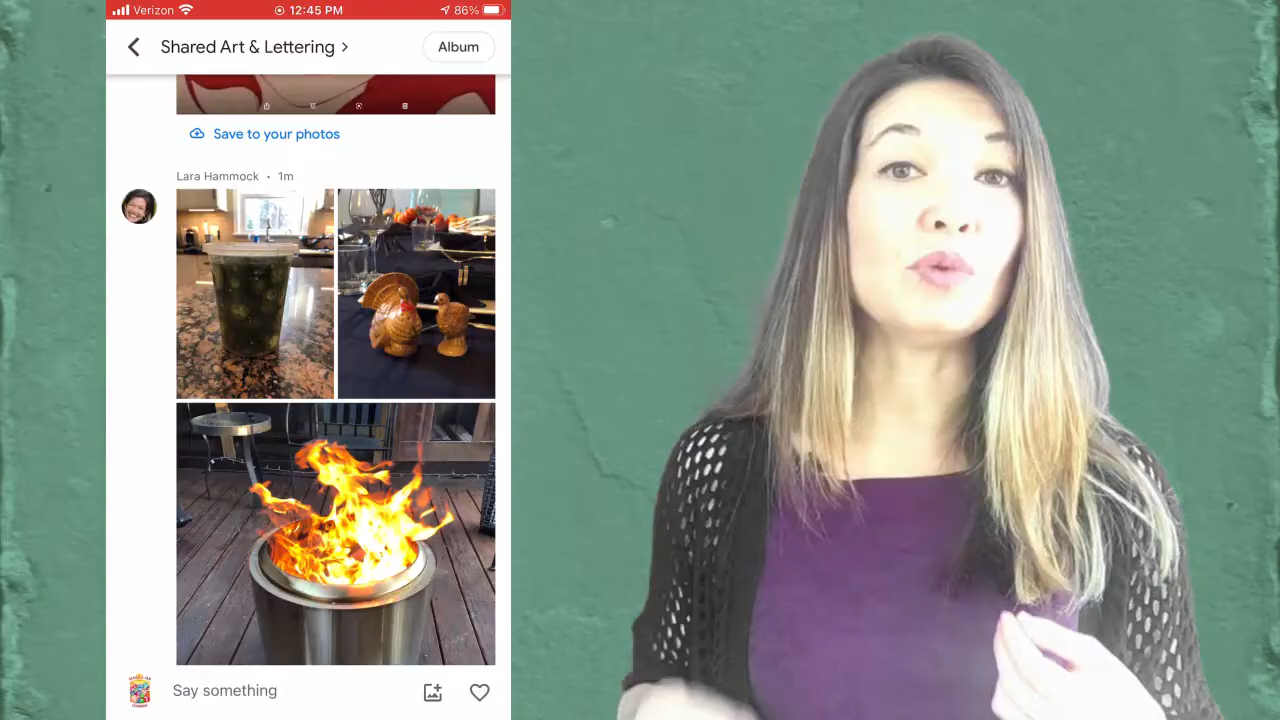 Verizon 12:45 PM 86%
Shared Art & Lettering > Album
Save to your photos
Lara Hammock • 1m
Say something